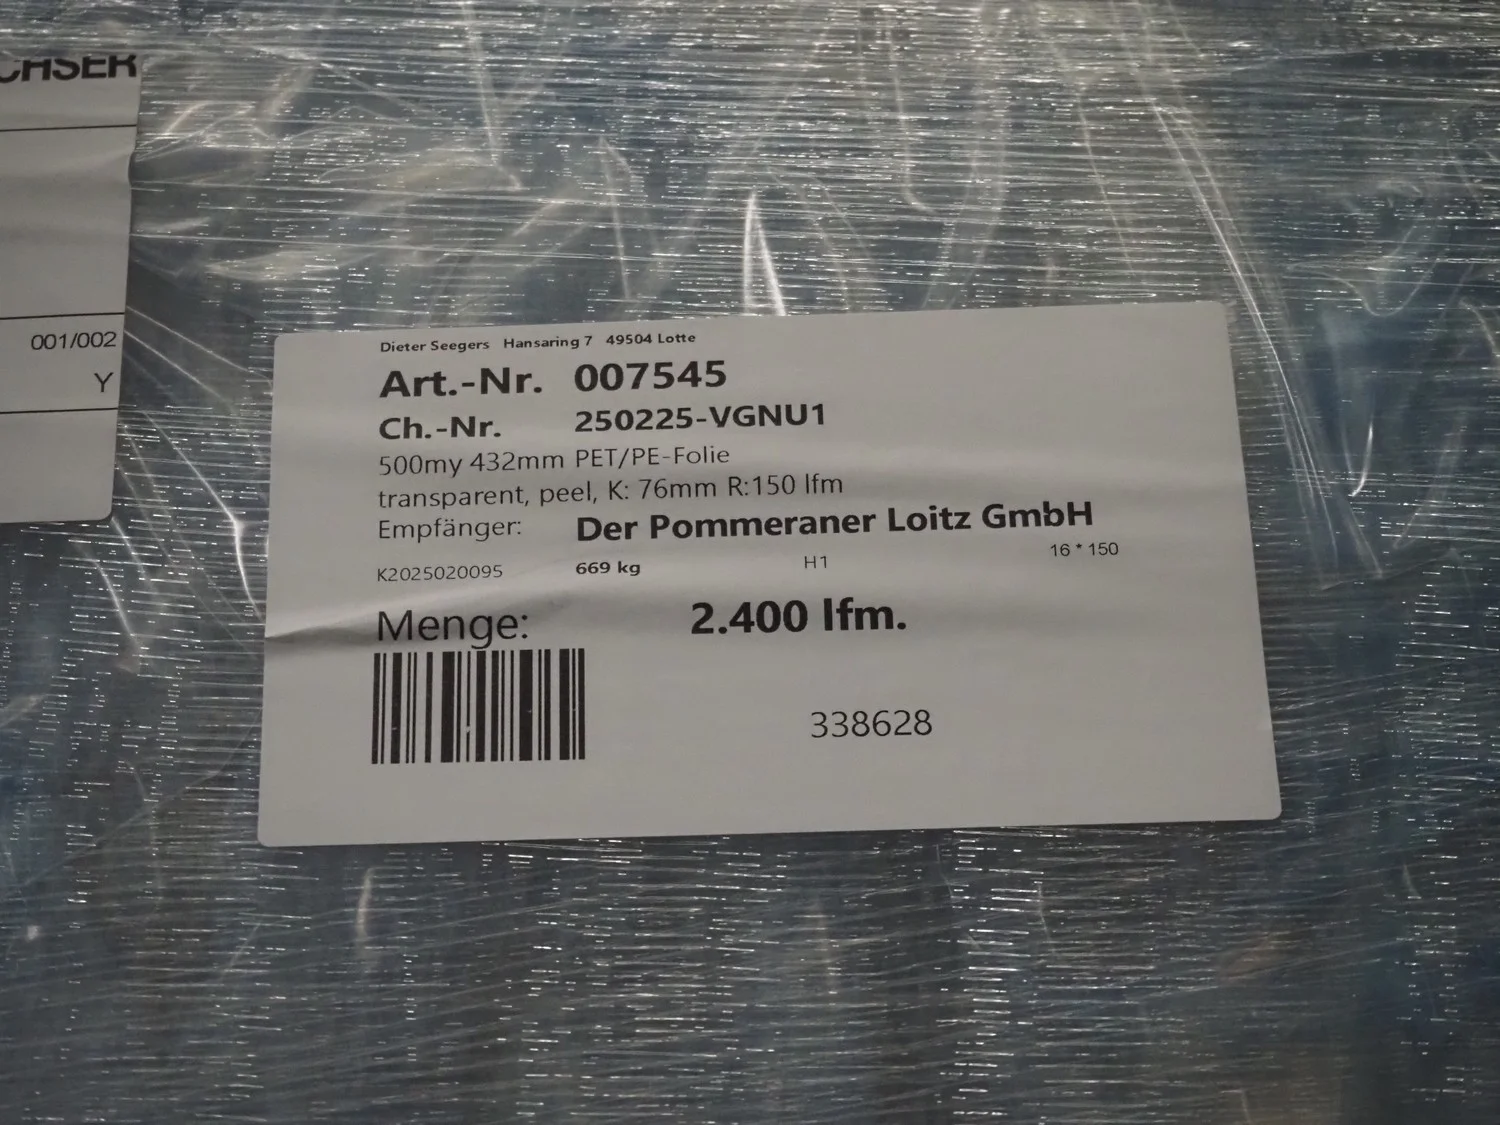 001/002
Y
Dieter Seegers Hansaring 7 49504 Lotte
Art.-Nr. 007545
Ch.-Nr. 250225-VGNU1
500my 432mm PET/PE-Folie
transparent, peel, K: 76mm R:150 lfm
Empfänger: Der Pommeraner Loitz GmbH
K2025020095 669 kg H1 16 * 150
Menge: 2.400 lfm.
338628